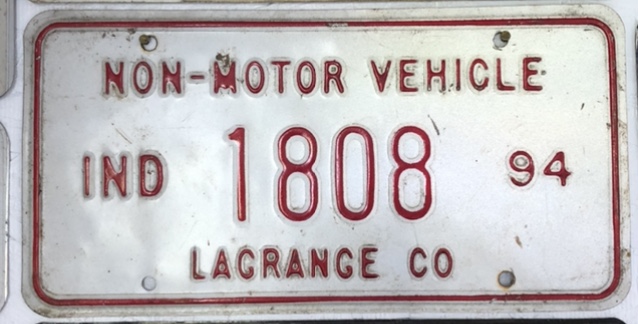 NON-MOTOR VEHICLE
IND 1808 94
LAGRANGE CO